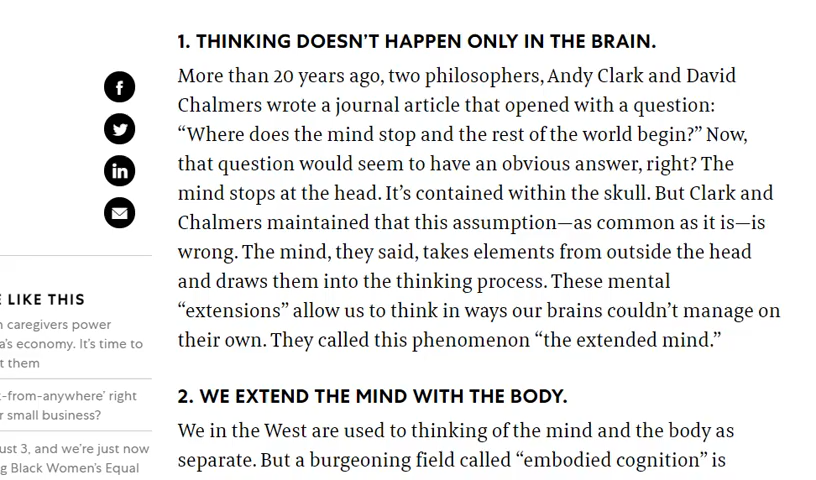 1. THINKING DOESN’T HAPPEN ONLY IN THE BRAIN.
More than 20 years ago, two philosophers, Andy Clark and David
Chalmers wrote a journal article that opened with a question:
“Where does the mind stop and the rest of the world begin?” Now,
that question would seem to have an obvious answer, right? The
mind stops at the head. It’s contained within the skull. But Clark and
Chalmers maintained that this assumption—as common as it is—is
wrong. The mind, they said, takes elements from outside the head
and draws them into the thinking process. These mental
“extensions” allow us to think in ways our brains couldn’t manage on
their own. They called this phenomenon “the extended mind.”
2. WE EXTEND THE MIND WITH THE BODY.
We in the West are used to thinking of the mind and the body as
separate. But a burgeoning field called “embodied cognition” is
f
in
LIKE THIS
caregivers power
a’s economy. It’s time to
t them
-from-anywhere’ right
r small business?
ust 3, and we’re just now
g Black Women’s Equal